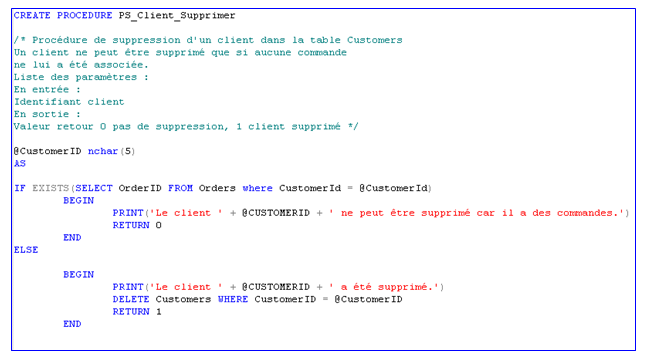 CREATE PROCEDURE PS_Client_Supprimer
/* Procédure de suppression d'un client dans la table Customers
Un client ne peut être supprimé que si aucune commande
ne lui a été associée.
Liste des paramètres :
En entrée :
Identifiant client
En sortie :
Valeur retour 0 pas de suppression, 1 client supprimé */
@CustomerID nchar(5)
AS
IF EXISTS(SELECT OrderID FROM Orders where CustomerId = @CustomerId)
BEGIN
PRINT('Le client ' + @CUSTOMERID + ' ne peut être supprimé car il a des commandes.')
RETURN 0
END
ELSE
BEGIN
PRINT('Le client ' + @CUSTOMERID + ' a été supprimé.')
DELETE Customers WHERE CustomerID = @CustomerID
RETURN 1
END